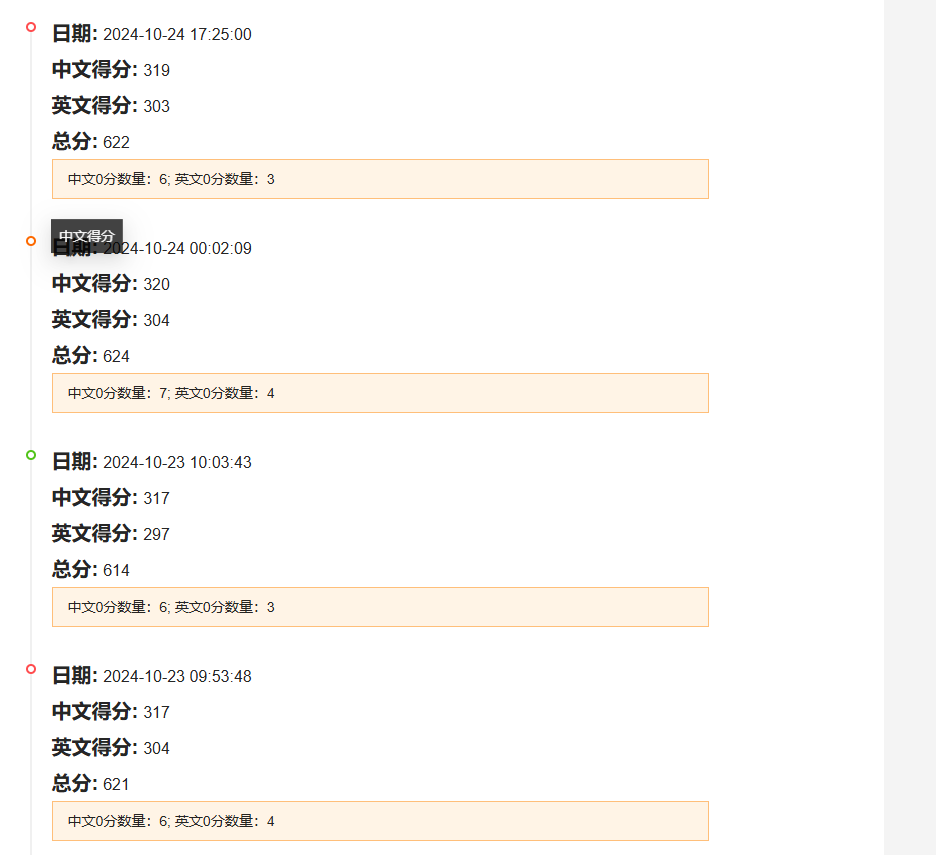 日期: 2024-10-24 17:25:00
中文得分: 319
英文得分: 303
总分: 622
中文0分数量：6; 英文0分数量：3
中文得分
日期: 2024-10-24 00:02:09
中文得分: 320
英文得分: 304
总分: 624
中文0分数量：7; 英文0分数量：4
日期: 2024-10-23 10:03:43
中文得分: 317
英文得分: 297
总分: 614
中文0分数量：6; 英文0分数量：3
日期: 2024-10-23 09:53:48
中文得分: 317
英文得分: 304
总分: 621
中文0分数量：6; 英文0分数量：4